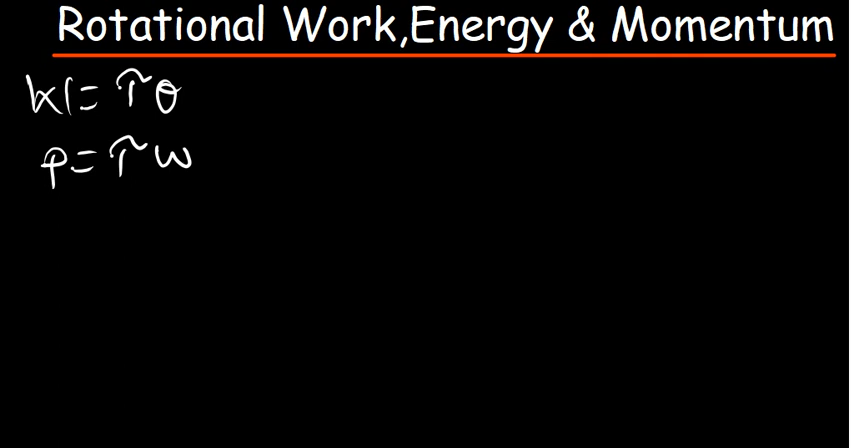 Rotational Work,Energy & Momentum
W=τθ
P=τω